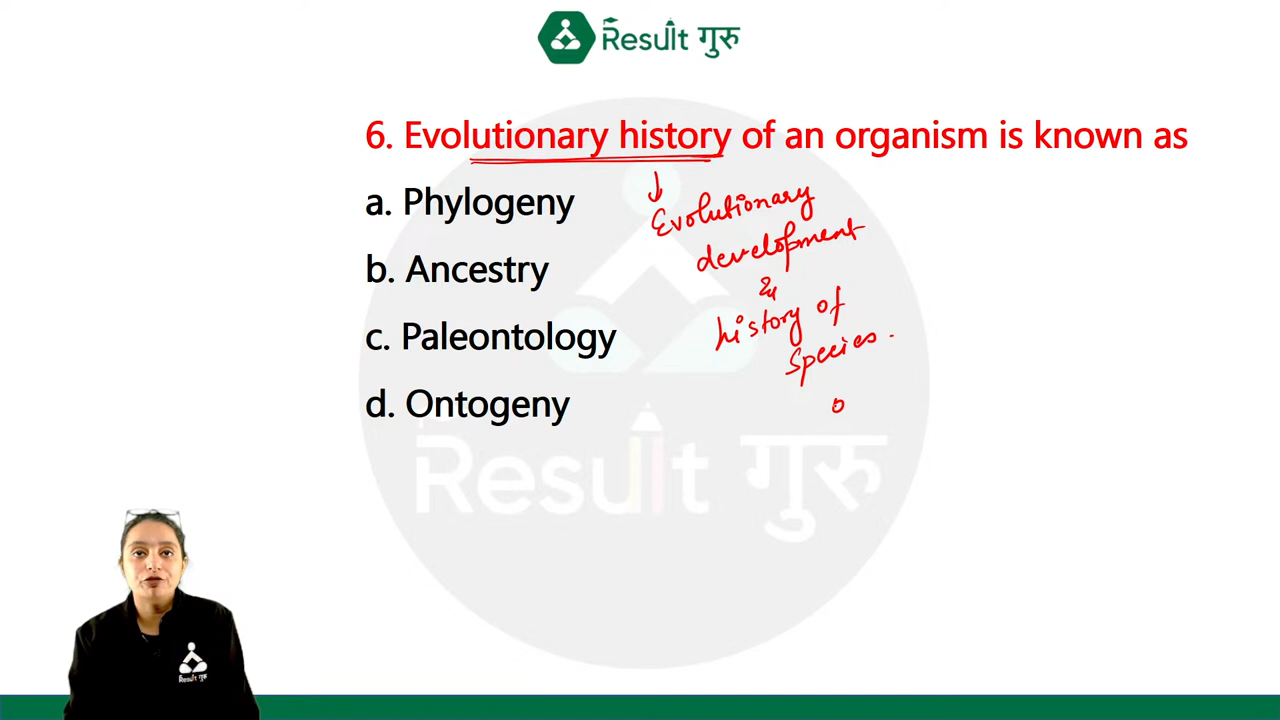 Result गुरु
6. Evolutionary history of an organism is known as
a. Phylogeny
Evolutionary
development
b. Ancestry
&
history of
species.
c. Paleontology
d. Ontogeny
o
Result गुरु
Result गुरु